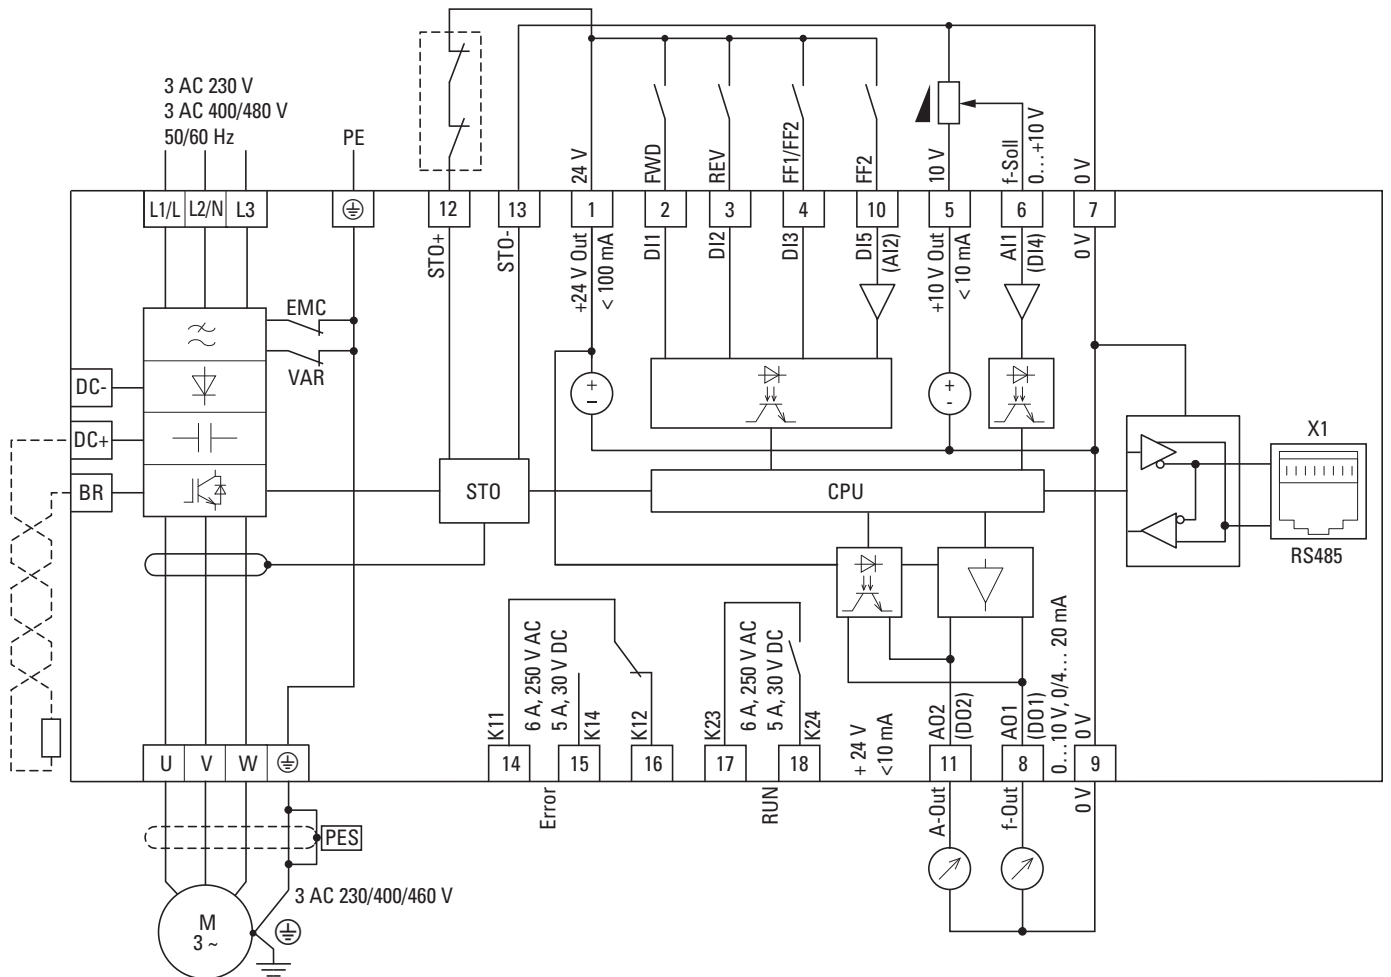 3 AC 230 V
3 AC 400/480 V
50/60 Hz
PE
24 V
FWD
REV
FF1/FF2
FF2
10 V
f-Soll
0...+10 V
0 V
L1/L
L2/N
L3
12
13
1
2
3
4
10
5
6
7
STO+
STO-
+24 V Out
< 100 mA
DI1
DI2
DI3
DI5
(AI2)
+10 V Out
< 10 mA
AI1
(DI4)
0 V
EMC
VAR
DC-
DC+
BR
+
−
+
-
STO
CPU
X1
RS485
K11
6 A, 250 V AC
5 A, 30 V DC
K14
K12
K23
6 A, 250 V AC
5 A, 30 V DC
K24
+ 24 V
<10 mA
AO2
(DO2)
AO1
(DO1)
0...10 V, 0/4... 20 mA
0 V
U
V
W
14
15
16
17
18
11
8
9
Error
RUN
A-Out
f-Out
0 V
PES
3 AC 230/400/460 V
M
3 ~